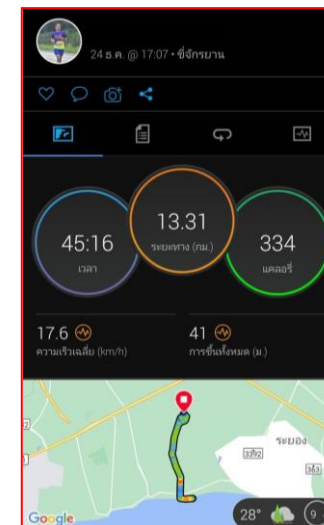 24 ธ.ค. @ 17:07 • ขี่จักรยาน
45:16
เวลา
13.31
ระยะทาง (กม.)
334
แคลอรี่
17.6
ความเร็วเฉลี่ย (km/h)
41
การขึ้นทั้งหมด (ม.)
ระยอง
3392
363
Google
28°
9